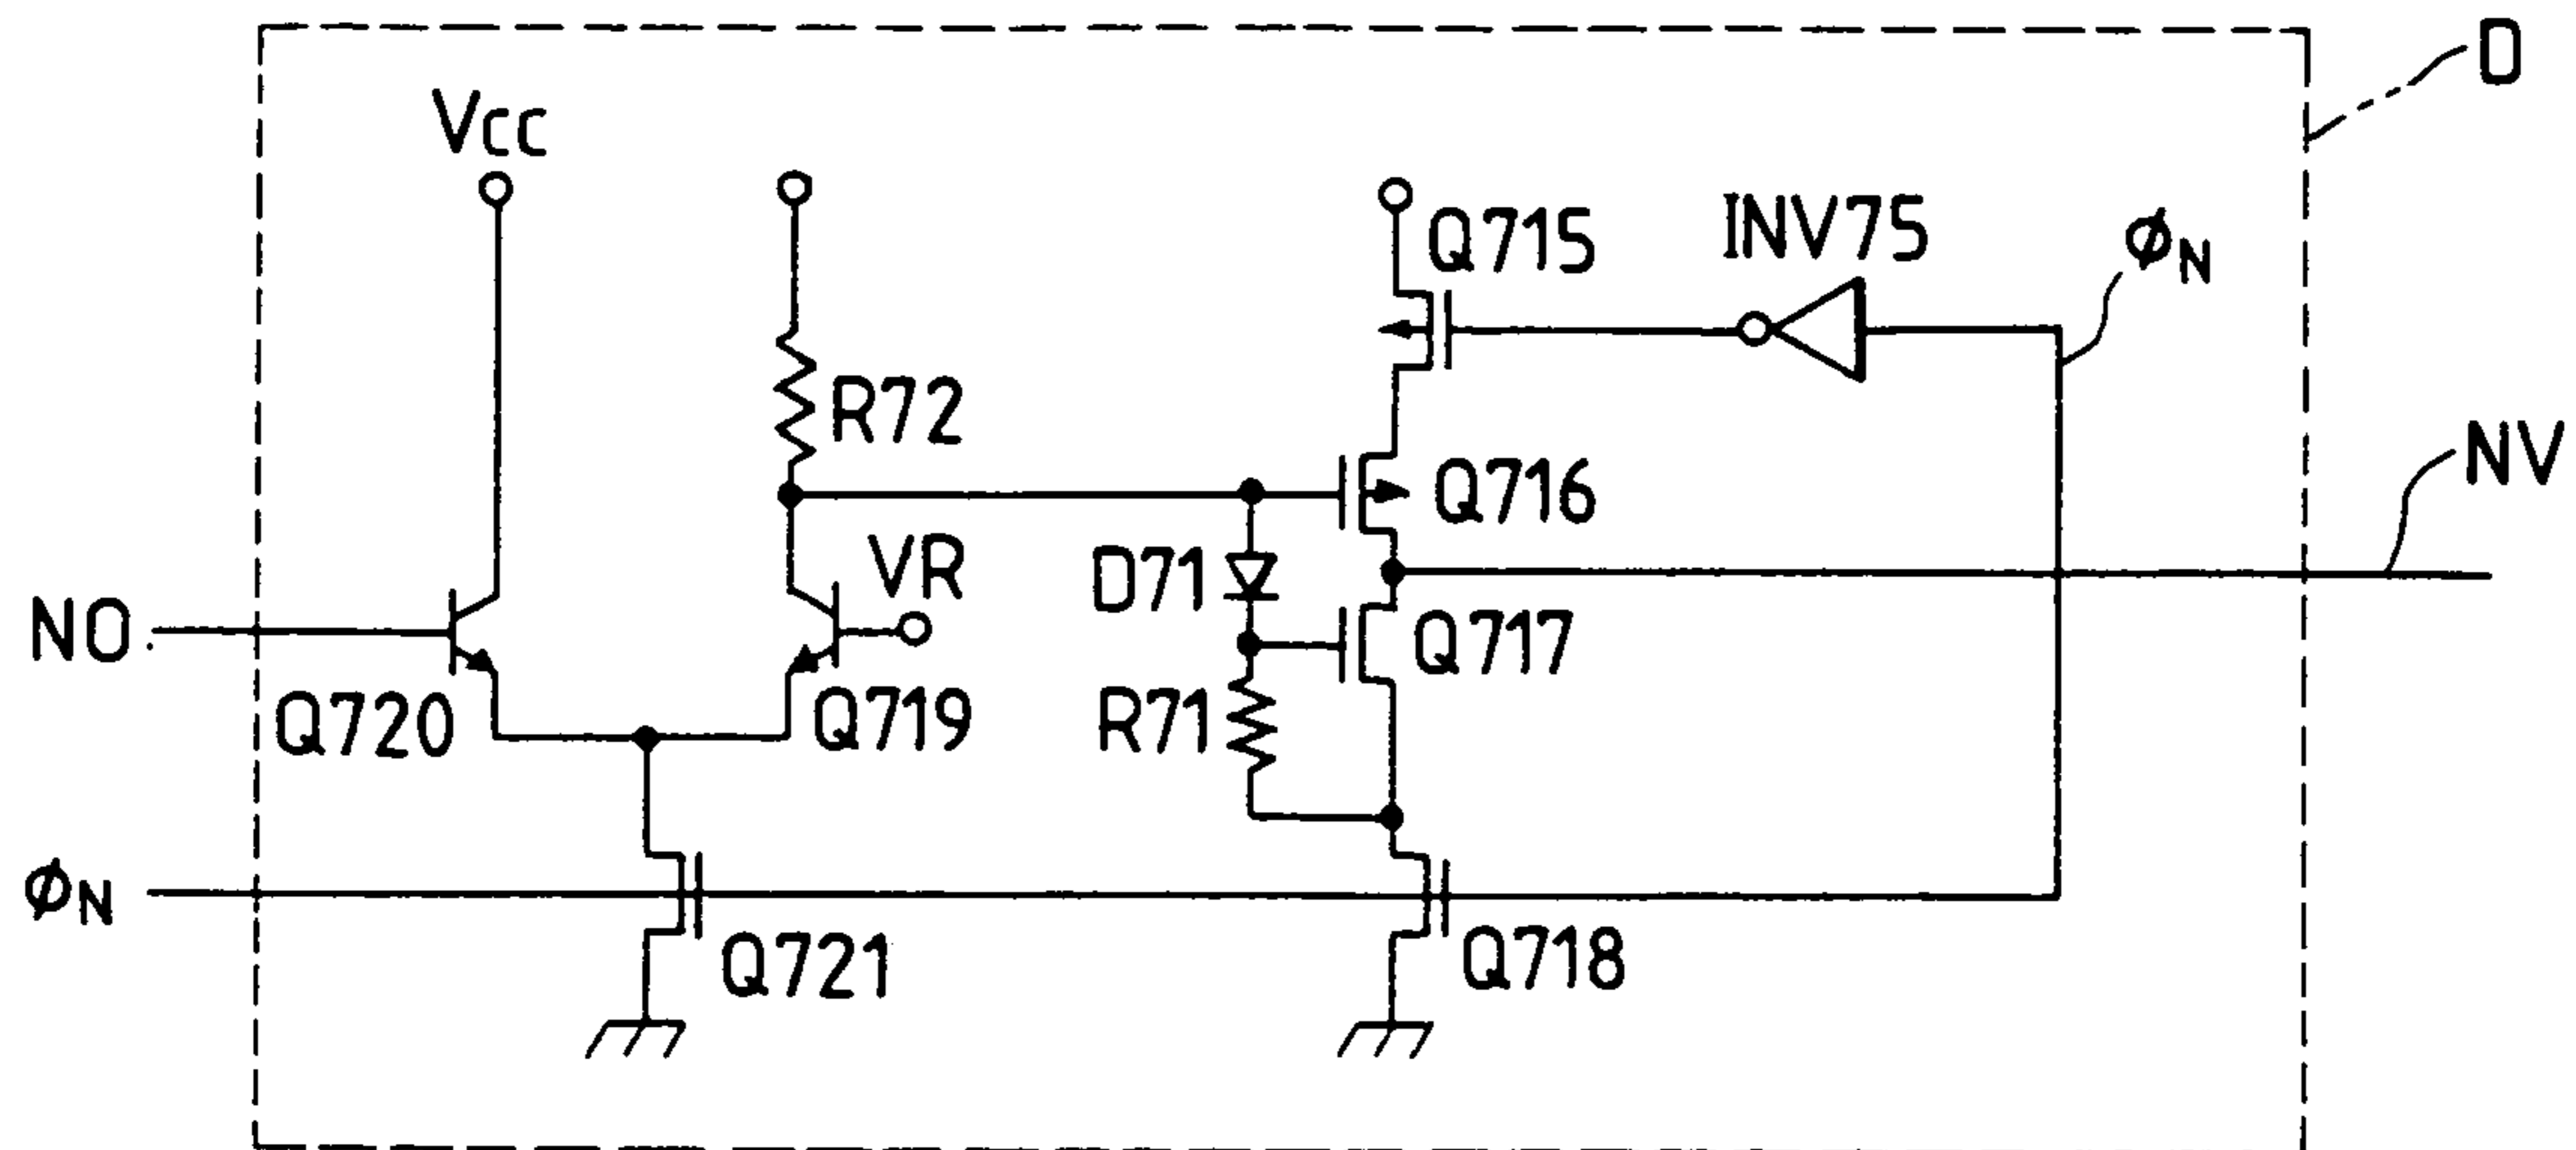 D
Vcc
Q715
INV75
φN
R72
Q716
NV
VR
D71
NO
Q717
Q720
Q719
R71
φN
Q721
Q718